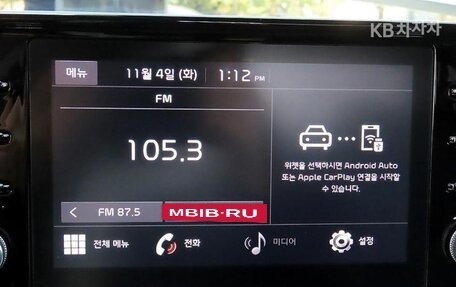 KB차차차
메뉴
11월 4일 (화)
1:12 PM
FM
105.3
위젯을 선택하시면 Android Auto
또는 Apple CarPlay 연결을 시작할
수 있습니다.
< FM 87.5
MBIB-RU
전체 메뉴
전화
미디어
설정